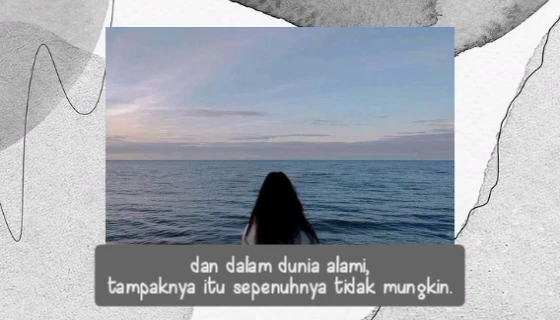 dan dalam dunia alami,
tampaknya itu sepenuhnya tidak mungkin.